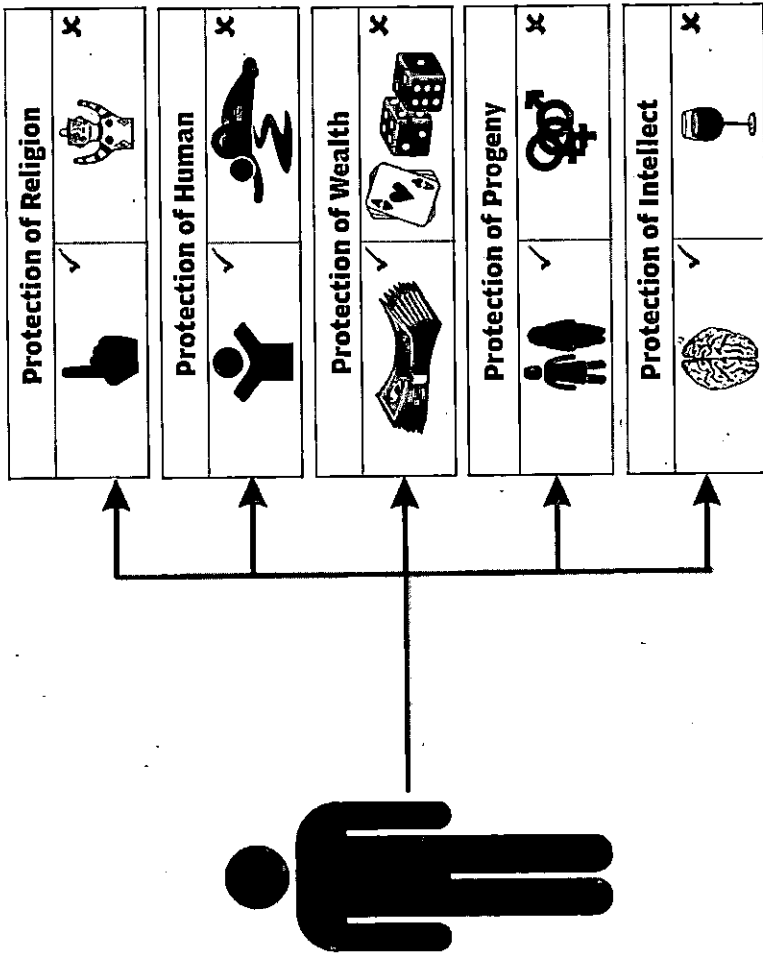 Protection of Religion
✓ ✗
Protection of Human
✓ ✗
Protection of Wealth
✓ ✗
A A
Protection of Progeny
✓ ✗
Protection of Intellect
✓ ✗